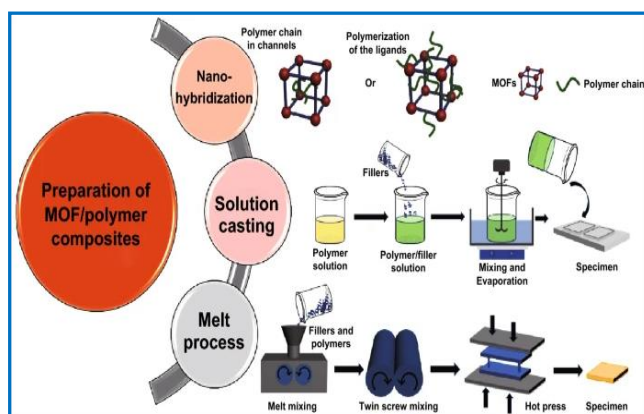 Preparation of
MOF/polymer
composites
Nano-
hybridization
Polymer chain
in channels
Or
Polymerization
of the ligands
MOFs
Polymer chain
Solution
casting
Fillers
Polymer
solution
Polymer/filler
solution
Mixing and
Evaporation
Specimen
Melt
process
Fillers and
polymers
Melt mixing
Twin screw mixing
Hot press
Specimen